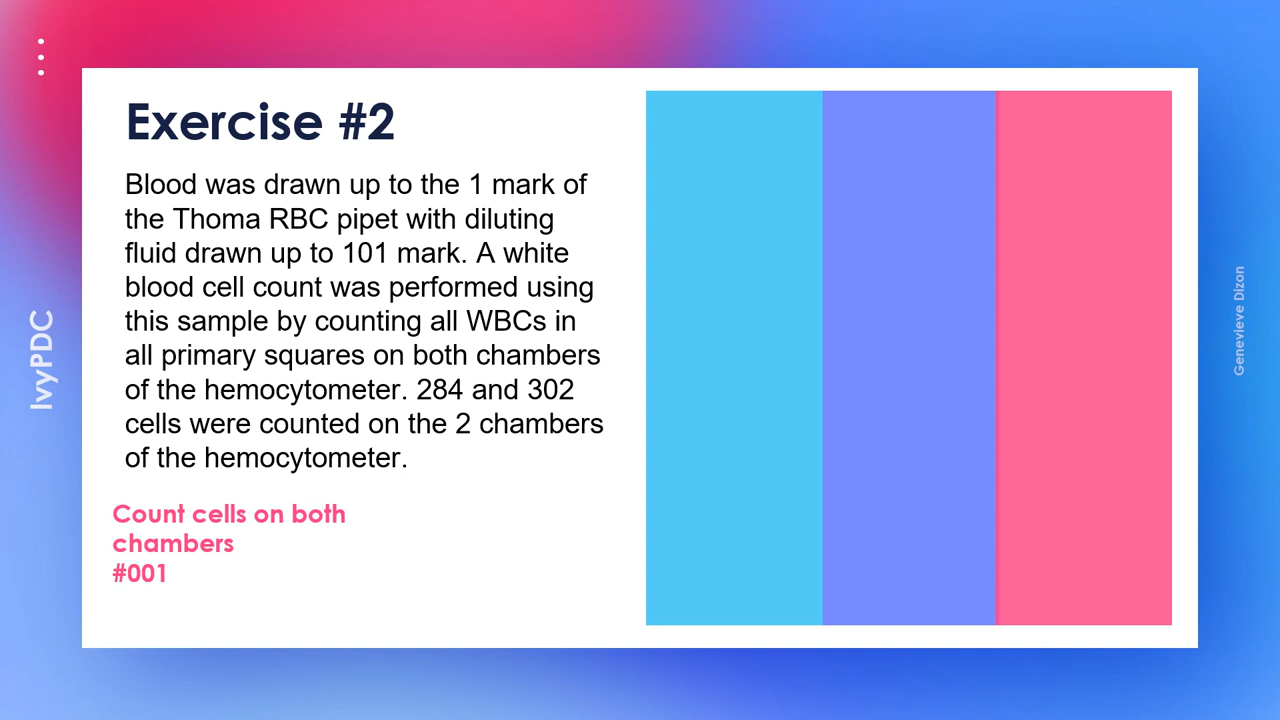 Exercise #2
Blood was drawn up to the 1 mark of
the Thoma RBC pipet with diluting
fluid drawn up to 101 mark. A white
blood cell count was performed using
this sample by counting all WBCs in
all primary squares on both chambers
of the hemocytometer. 284 and 302
cells were counted on the 2 chambers
of the hemocytometer.
Count cells on both
chambers
#001
IvyPDC
Genevieve Dizon